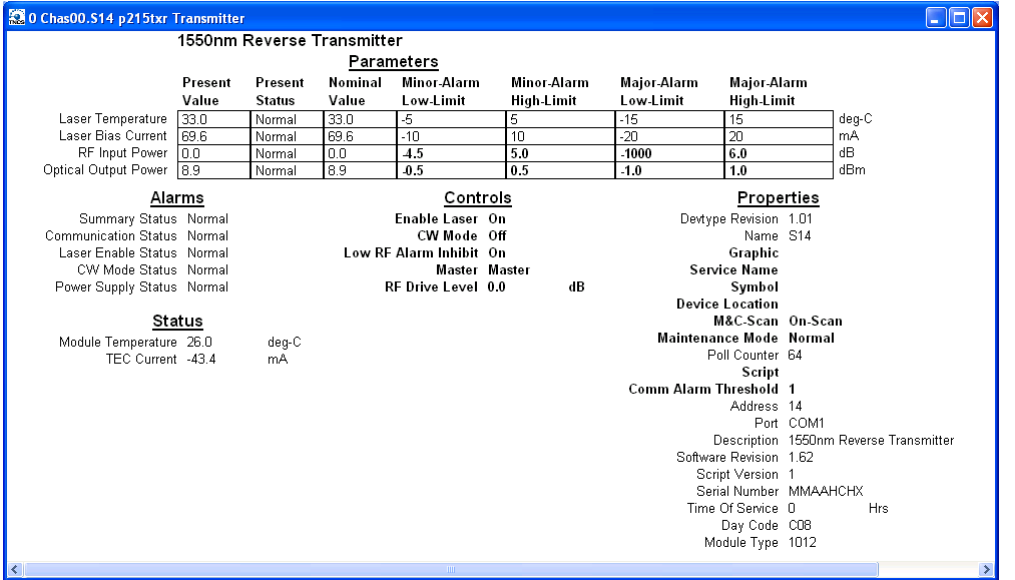 TNCS 0 Chas00.S14 p215txr Transmitter
1550nm Reverse Transmitter
Parameters
Present Present Nominal Minor-Alarm Minor-Alarm Major-Alarm Major-Alarm
Value Status Value Low-Limit High-Limit Low-Limit High-Limit
Laser Temperature 33.0 Normal 33.0 -5 5 -15 15 deg-C
Laser Bias Current 69.6 Normal 69.6 -10 10 -20 20 mA
RF Input Power 0.0 Normal 0.0 -4.5 5.0 -1000 6.0 dB
Optical Output Power 8.9 Normal 8.9 -0.5 0.5 -1.0 1.0 dBm
Alarms Controls Properties
Summary Status Normal Enable Laser On Devtype Revision 1.01
Communication Status Normal CW Mode Off Name S14
Laser Enable Status Normal Low RF Alarm Inhibit On Graphic
CW Mode Status Normal Master Master Service Name
Power Supply Status Normal RF Drive Level 0.0 dB Symbol
Device Location
Status M&C-Scan On-Scan
Module Temperature 26.0 deg-C Maintenance Mode Normal
TEC Current -43.4 mA Poll Counter 64
Script
Comm Alarm Threshold 1
Address 14
Port COM1
Description 1550nm Reverse Transmitter
Software Revision 1.62
Script Version 1
Serial Number MMAAHCHX
Time Of Service 0 Hrs
Day Code C08
Module Type 1012